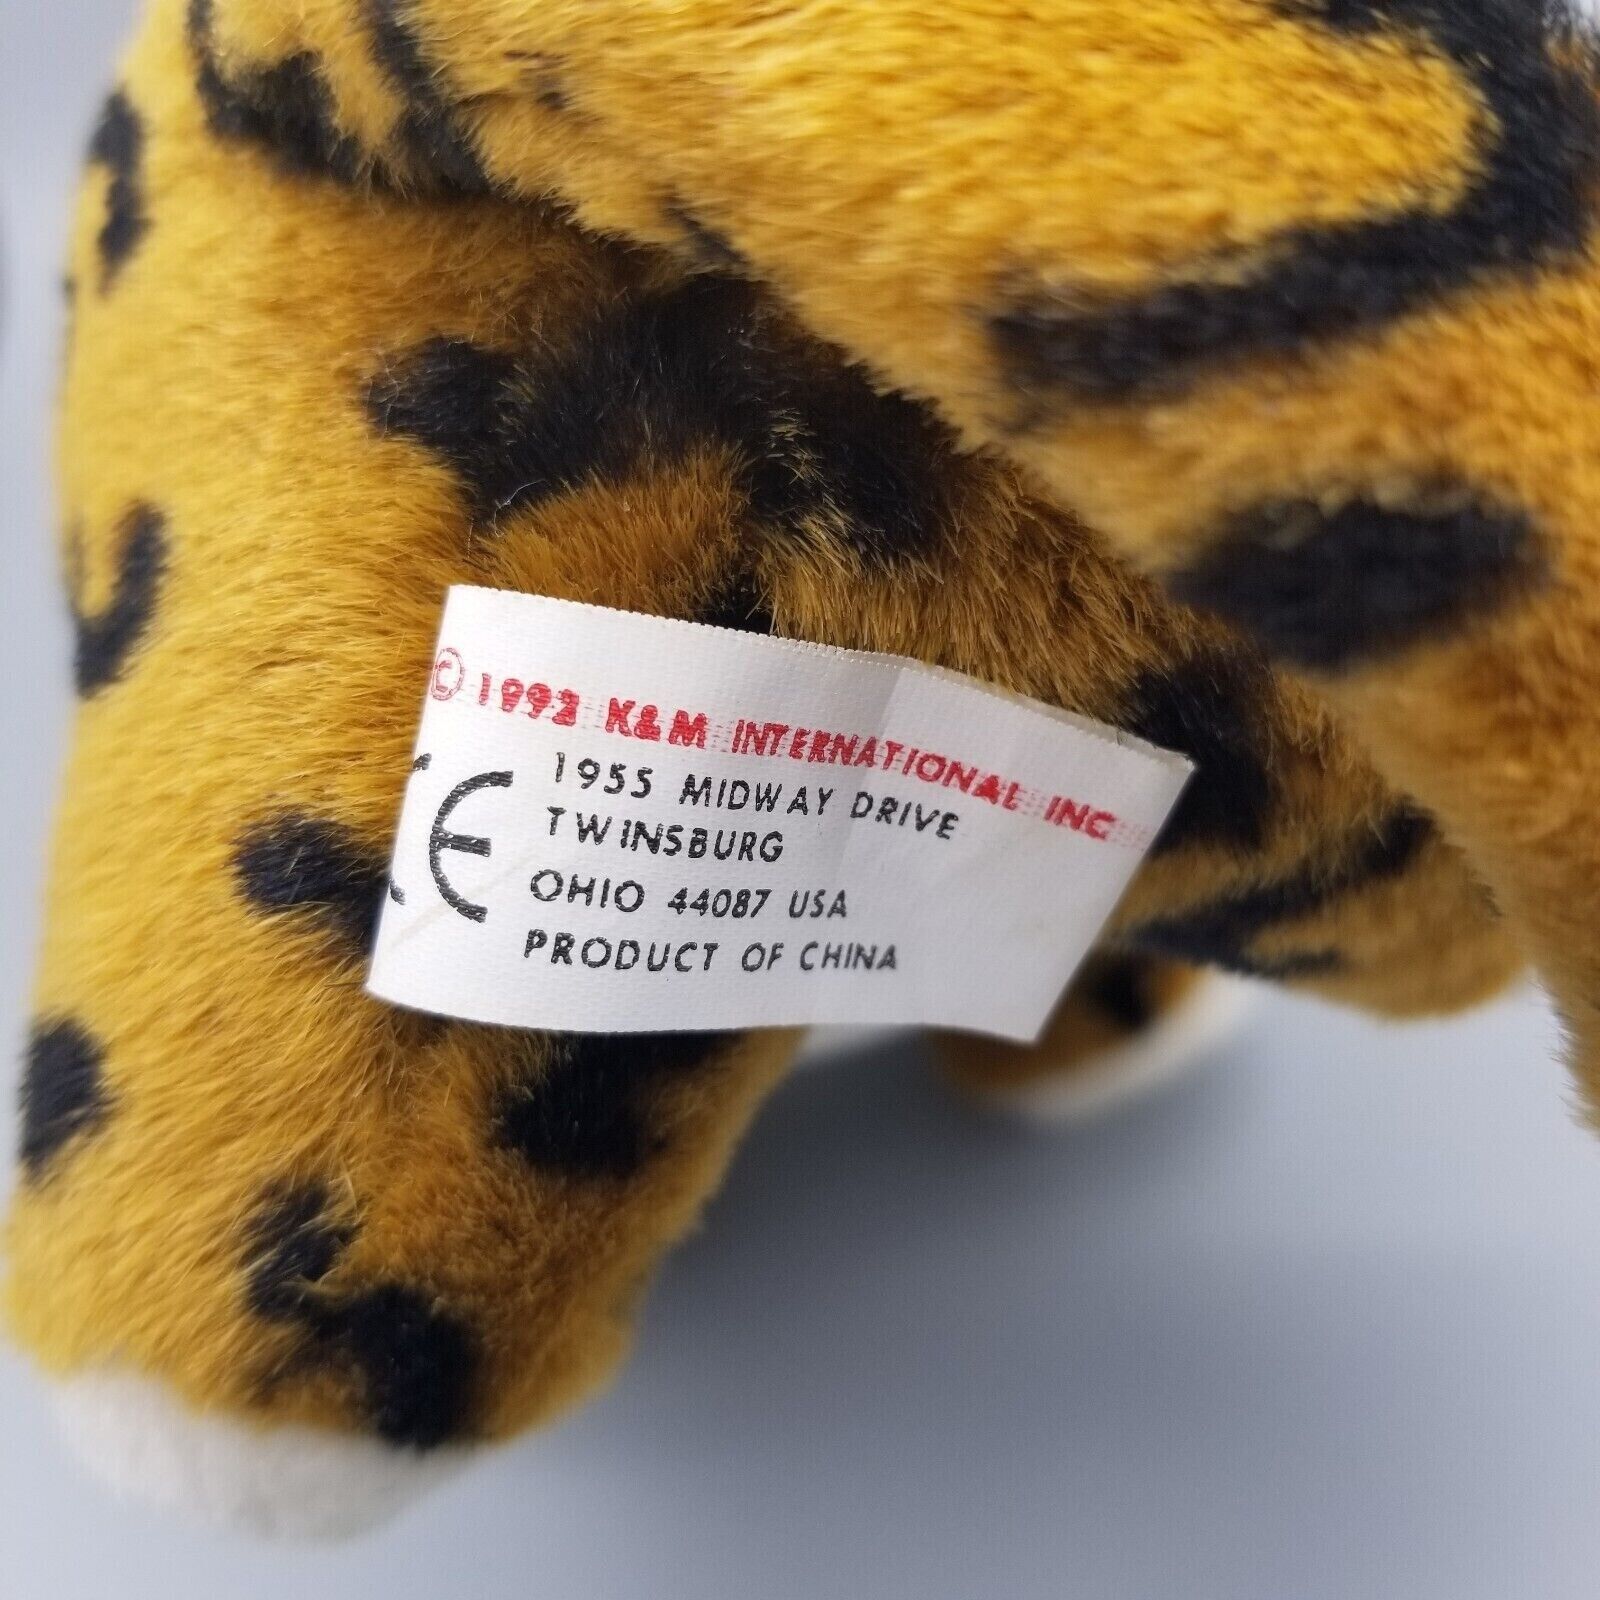 © 1992 K&M INTERNATIONAL INC
CE
1955 MIDWAY DRIVE
TWINSBURG
OHIO 44087 USA
PRODUCT OF CHINA